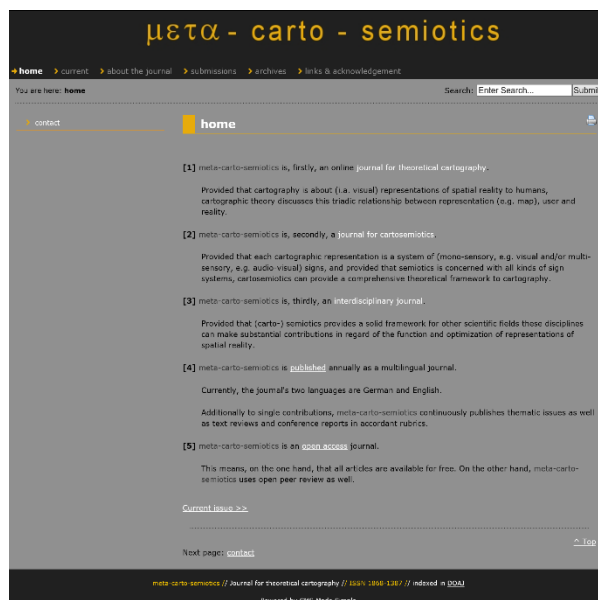 μετα - carto - semiotics
home current about the journal submissions archives links & acknowledgement
You are here: home Search: Enter Search... Submi
contact
home
[1] meta-carto-semiotics is, firstly, an online journal for theoretical cartography.
Provided that cartography is about (i.a. visual) representations of spatial reality to humans,
cartographic theory discusses this triadic relationship between representation (e.g. map), user and
reality.
[2] meta-carto-semiotics is, secondly, a journal for cartosemiotics.
Provided that each cartographic representation is a system of (mono-sensory, e.g. visual and/or multi-
sensory, e.g. audio-visual) signs, and provided that semiotics is concerned with all kinds of sign
systems, cartosemiotics can provide a comprehensive theoretical framework to cartography.
[3] meta-carto-semiotics is, thirdly, an interdisciplinary journal.
Provided that (carto-) semiotics provides a solid framework for other scientific fields these disciplines
can make substantial contributions in regard of the function and optimization of representations of
spatial reality.
[4] meta-carto-semiotics is published annually as a multilingual journal.
Currently, the journal's two languages are German and English.
Additionally to single contributions, meta-carto-semiotics continuously publishes thematic issues as well
as text reviews and conference reports in accordant rubrics.
[5] meta-carto-semiotics is an open access journal.
This means, on the one hand, that all articles are available for free. On the other hand, meta-carto-
semiotics uses open peer review as well.
Current issue >>
^ Top
Next page: contact
meta-carto-semiotics // Journal for theoretical cartography // ISSN 1868-1387 // indexed in DOAJ
Powered by CMS Made Simple